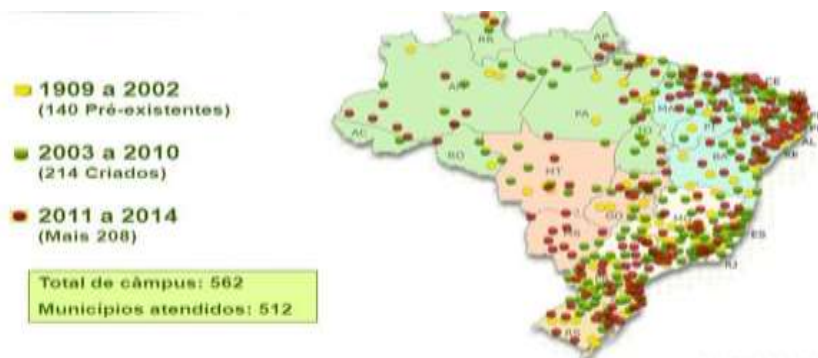 1909 a 2002
(140 Pré-existentes)
2003 a 2010
(214 Criados)
2011 a 2014
(Mais 208)
Total de câmpus: 562
Municípios atendidos: 512
RR
AP
AM
PA
MA
CE
PI
AL
SE
AC
RO
TO
BA
MT
GO
MG
MS
ES
RJ
RS